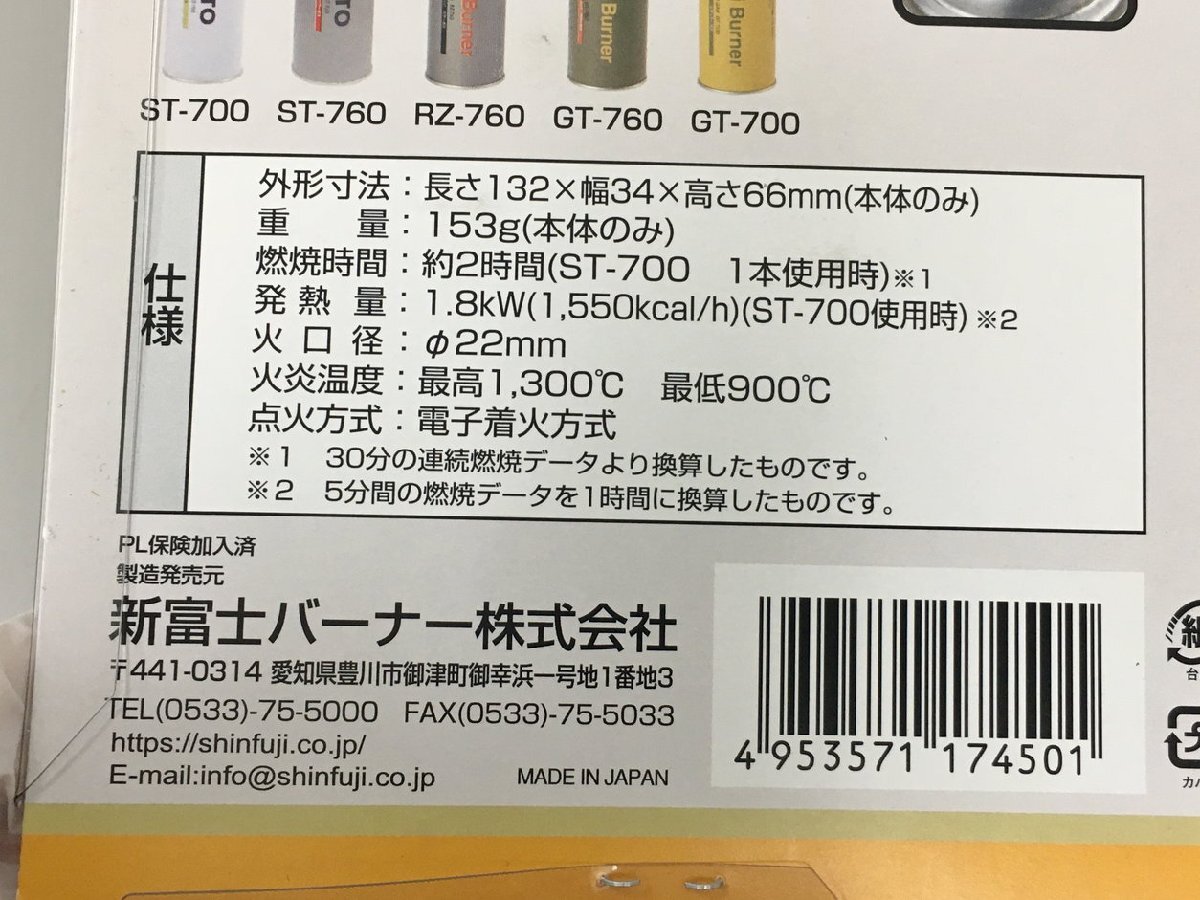 TO
TO
Burner
Burner
Burner
ST-700 ST-760 RZ-760 GT-760 GT-700
仕様
外形寸法：長さ132×幅34×高さ66mm(本体のみ)
重　　量：153g(本体のみ)
燃焼時間：約2時間(ST-700　1本使用時)※1
発 熱 量：1.8kW(1,550kcal/h)(ST-700使用時)※2
火 口 径：φ22mm
火炎温度：最高1,300℃　最低900℃
点火方式：電子着火方式
※1　30分の連続燃焼データより換算したものです。
※2　5分間の燃焼データを1時間に換算したものです。
PL保険加入済
製造発売元
新富士バーナー株式会社
〒441-0314 愛知県豊川市御津町御幸浜一号地1番地3
TEL(0533)-75-5000　FAX(0533)-75-5033
https://shinfuji.co.jp/
E-mail:info@shinfuji.co.jp　MADE IN JAPAN
4 953571 174501
台
カバ